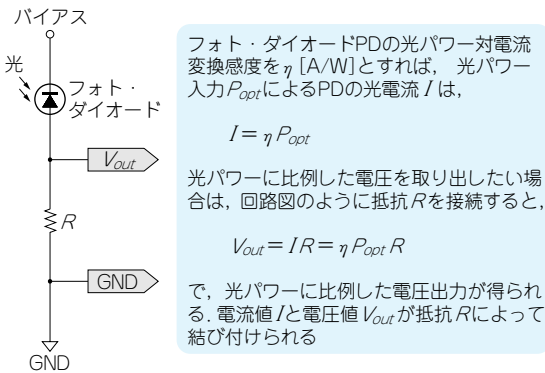 バイアス
光
フォト・
ダイオード
Vout
R
GND
GND
フォト・ダイオードPDの光パワー対電流
変換感度をη[A/W]とすれば, 光パワー
入力PoptによるPDの光電流Iは,
I=ηPopt
光パワーに比例した電圧を取り出したい場
合は, 回路図のように抵抗Rを接続すると,
Vout=IR=ηPoptR
で, 光パワーに比例した電圧出力が得られ
る. 電流値Iと電圧値Voutが抵抗Rによって
結び付けられる